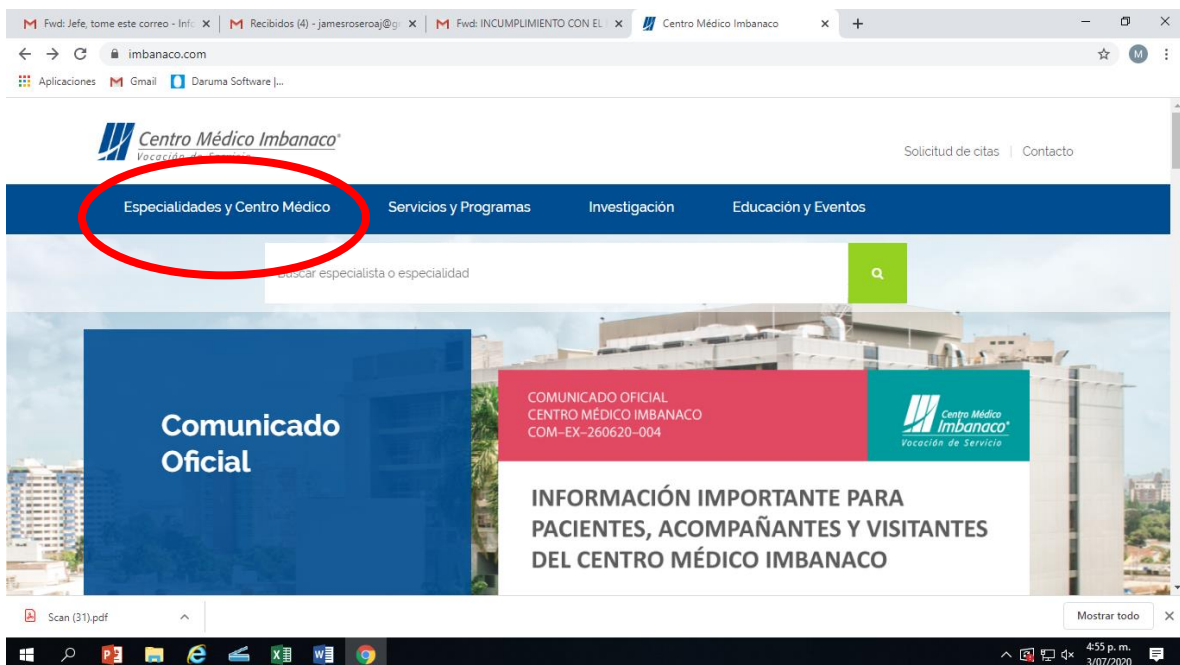 Fwd: Jefe, tome este correo - Info
Recibidos (4) - jamesroseroaj@g
Fwd: INCUMPLIMIENTO CON EL
Centro Médico Imbanaco
imbanaco.com
M
Aplicaciones
Gmail
Daruma Software |...
Centro Médico Imbanaco®
Vocación de Servicio
Solicitud de citas | Contacto
Especialidades y Centro Médico
Servicios y Programas
Investigación
Educación y Eventos
Buscar especialista o especialidad
Comunicado
Oficial
COMUNICADO OFICIAL
CENTRO MÉDICO IMBANACO
COM–EX–260620–004
Centro Médico
Imbanaco®
Vocación de Servicio
INFORMACIÓN IMPORTANTE PARA
PACIENTES, ACOMPAÑANTES Y VISITANTES
DEL CENTRO MÉDICO IMBANACO
Scan (31).pdf
Mostrar todo
4:55 p. m.
3/07/2020